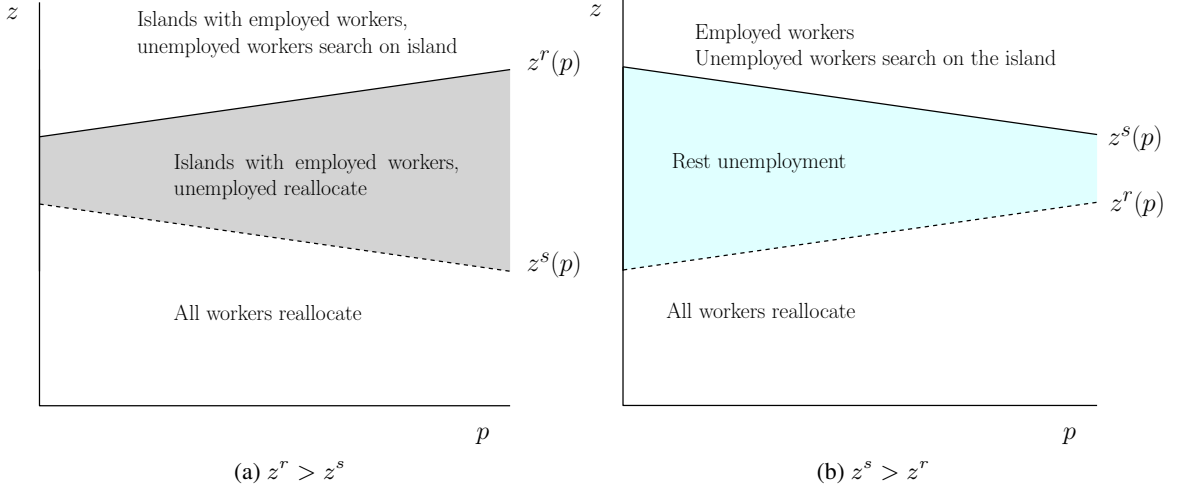 z
Islands with employed workers,
unemployed workers search on island
z^r(p)
Islands with employed workers,
unemployed reallocate
z^s(p)
All workers reallocate
p
(a) z^r > z^s
z
Employed workers
Unemployed workers search on the island
z^s(p)
Rest unemployment
z^r(p)
All workers reallocate
p
(b) z^s > z^r